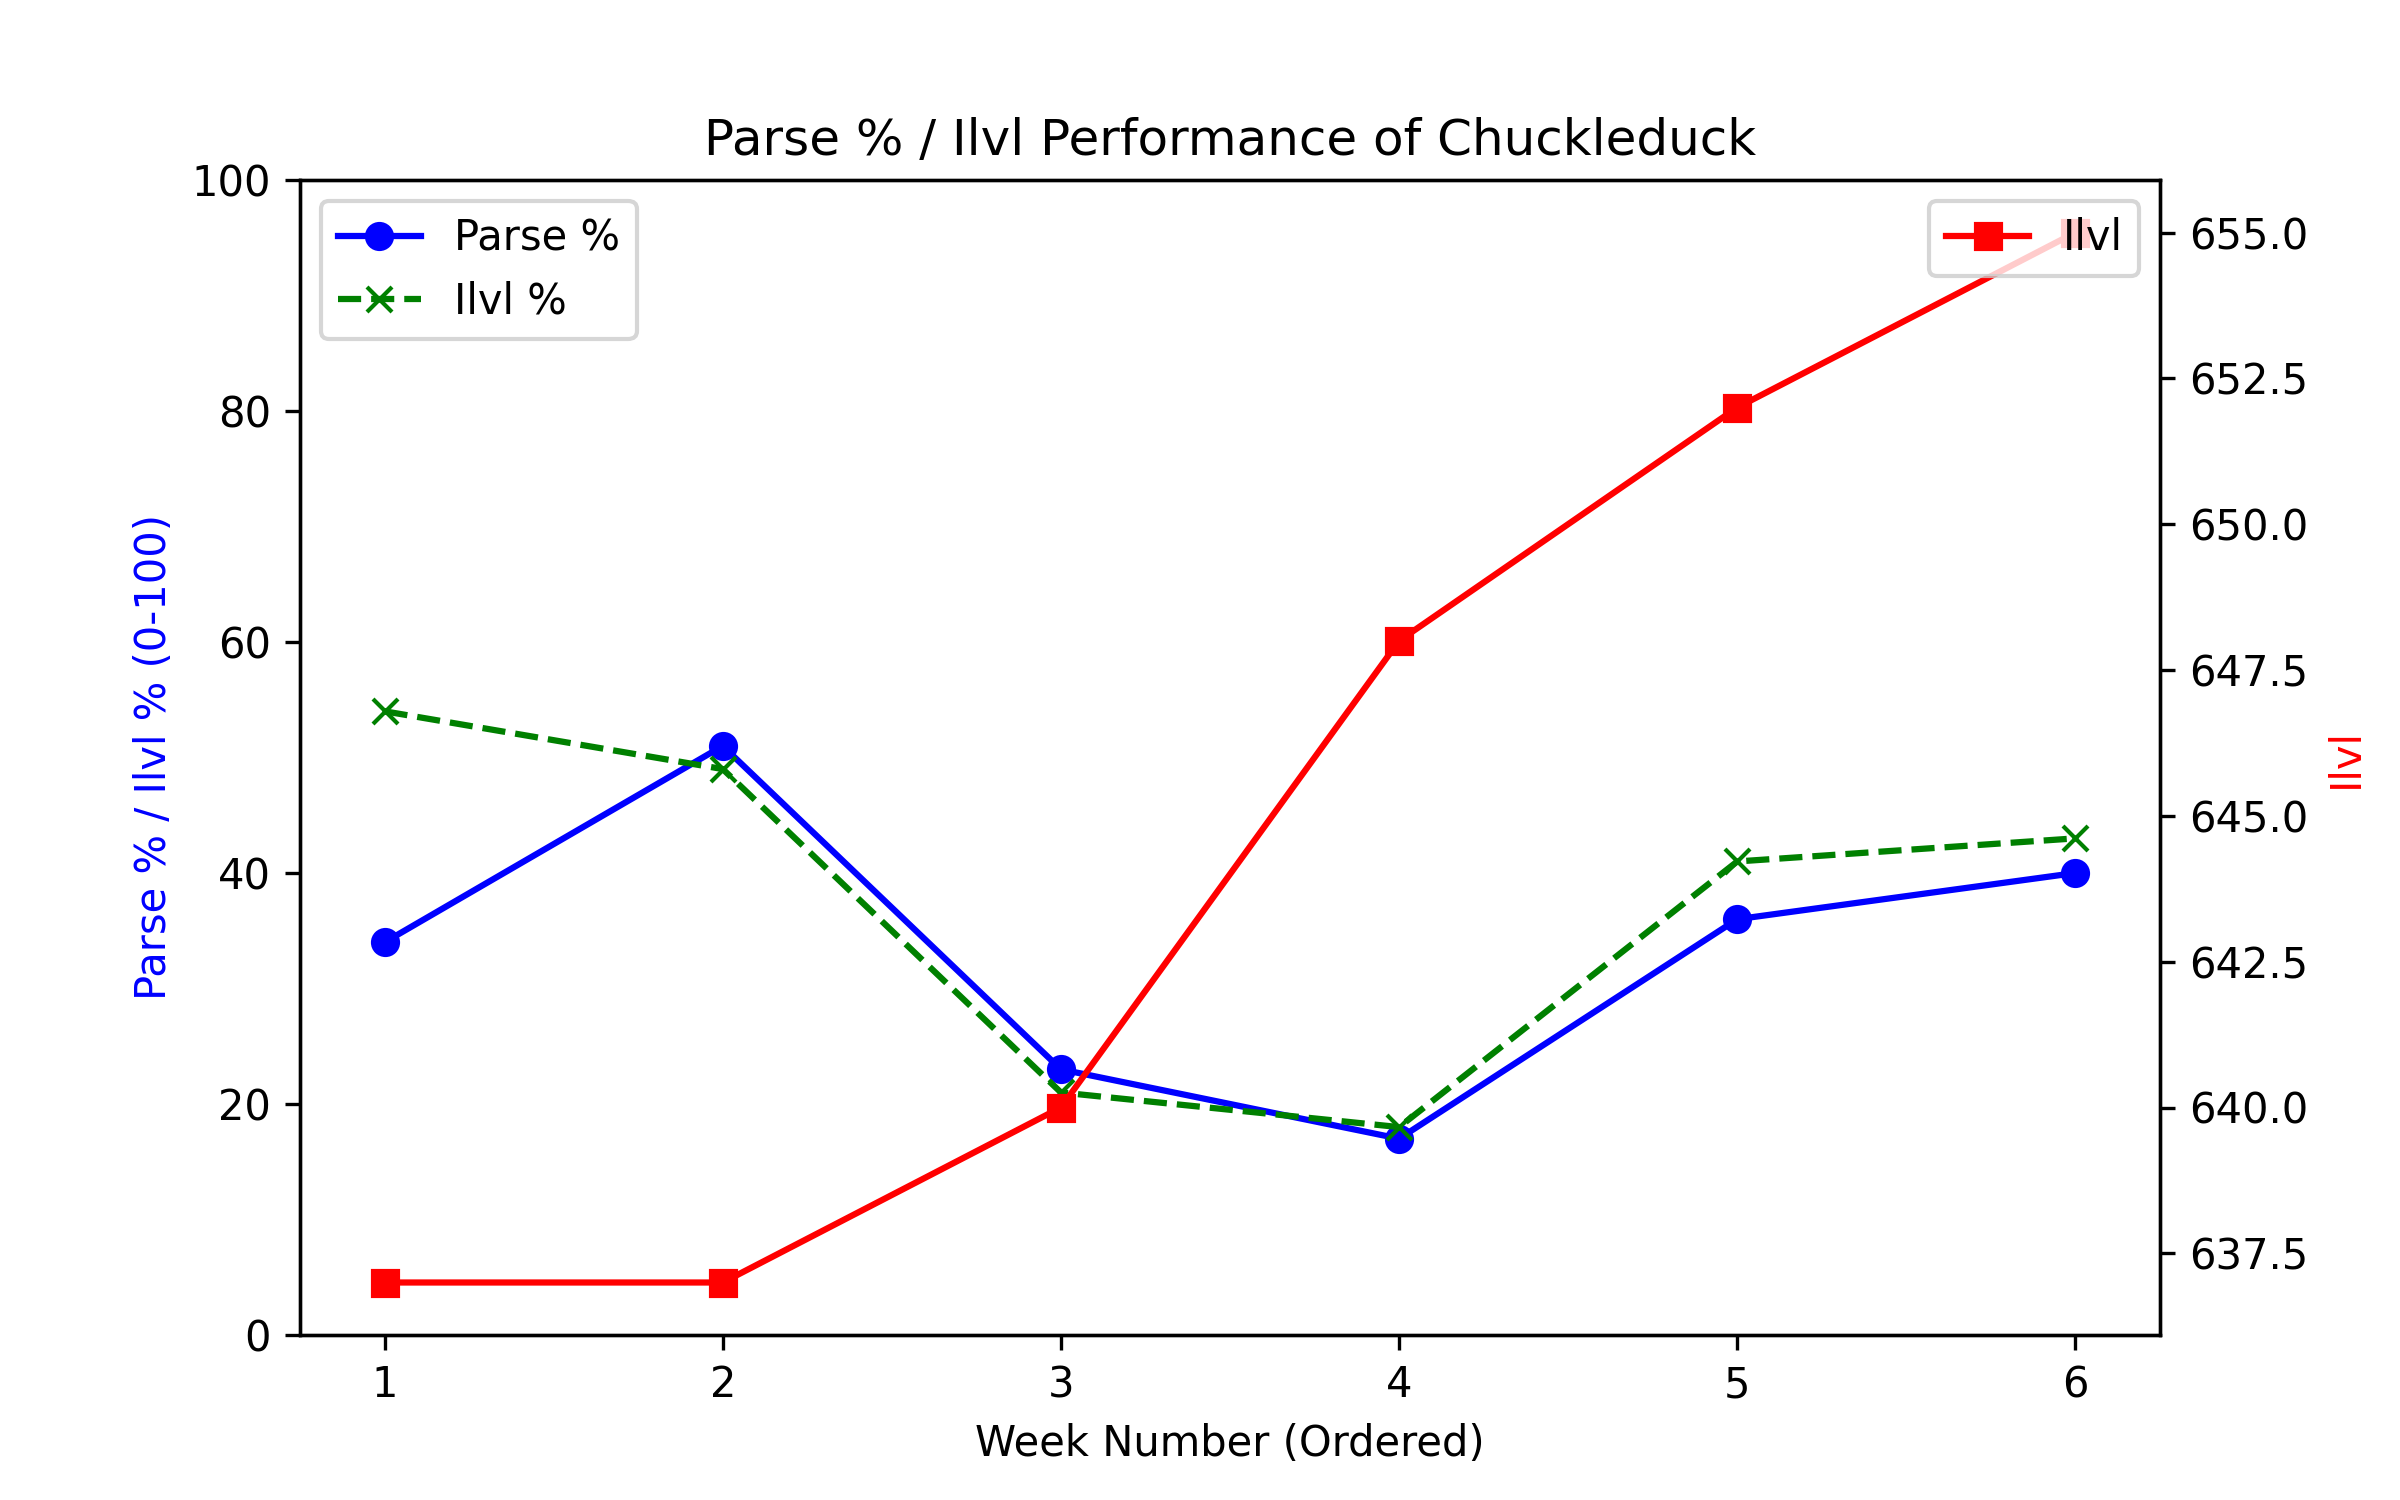 Parse % / Ilvl Performance of Chuckleduck
Parse %
Ilvl %
Ilvl
100
80
60
40
20
0
Parse % / Ilvl % (0-100)
655.0
652.5
650.0
647.5
645.0
642.5
640.0
637.5
Ilvl
1 2 3 4 5 6
Week Number (Ordered)